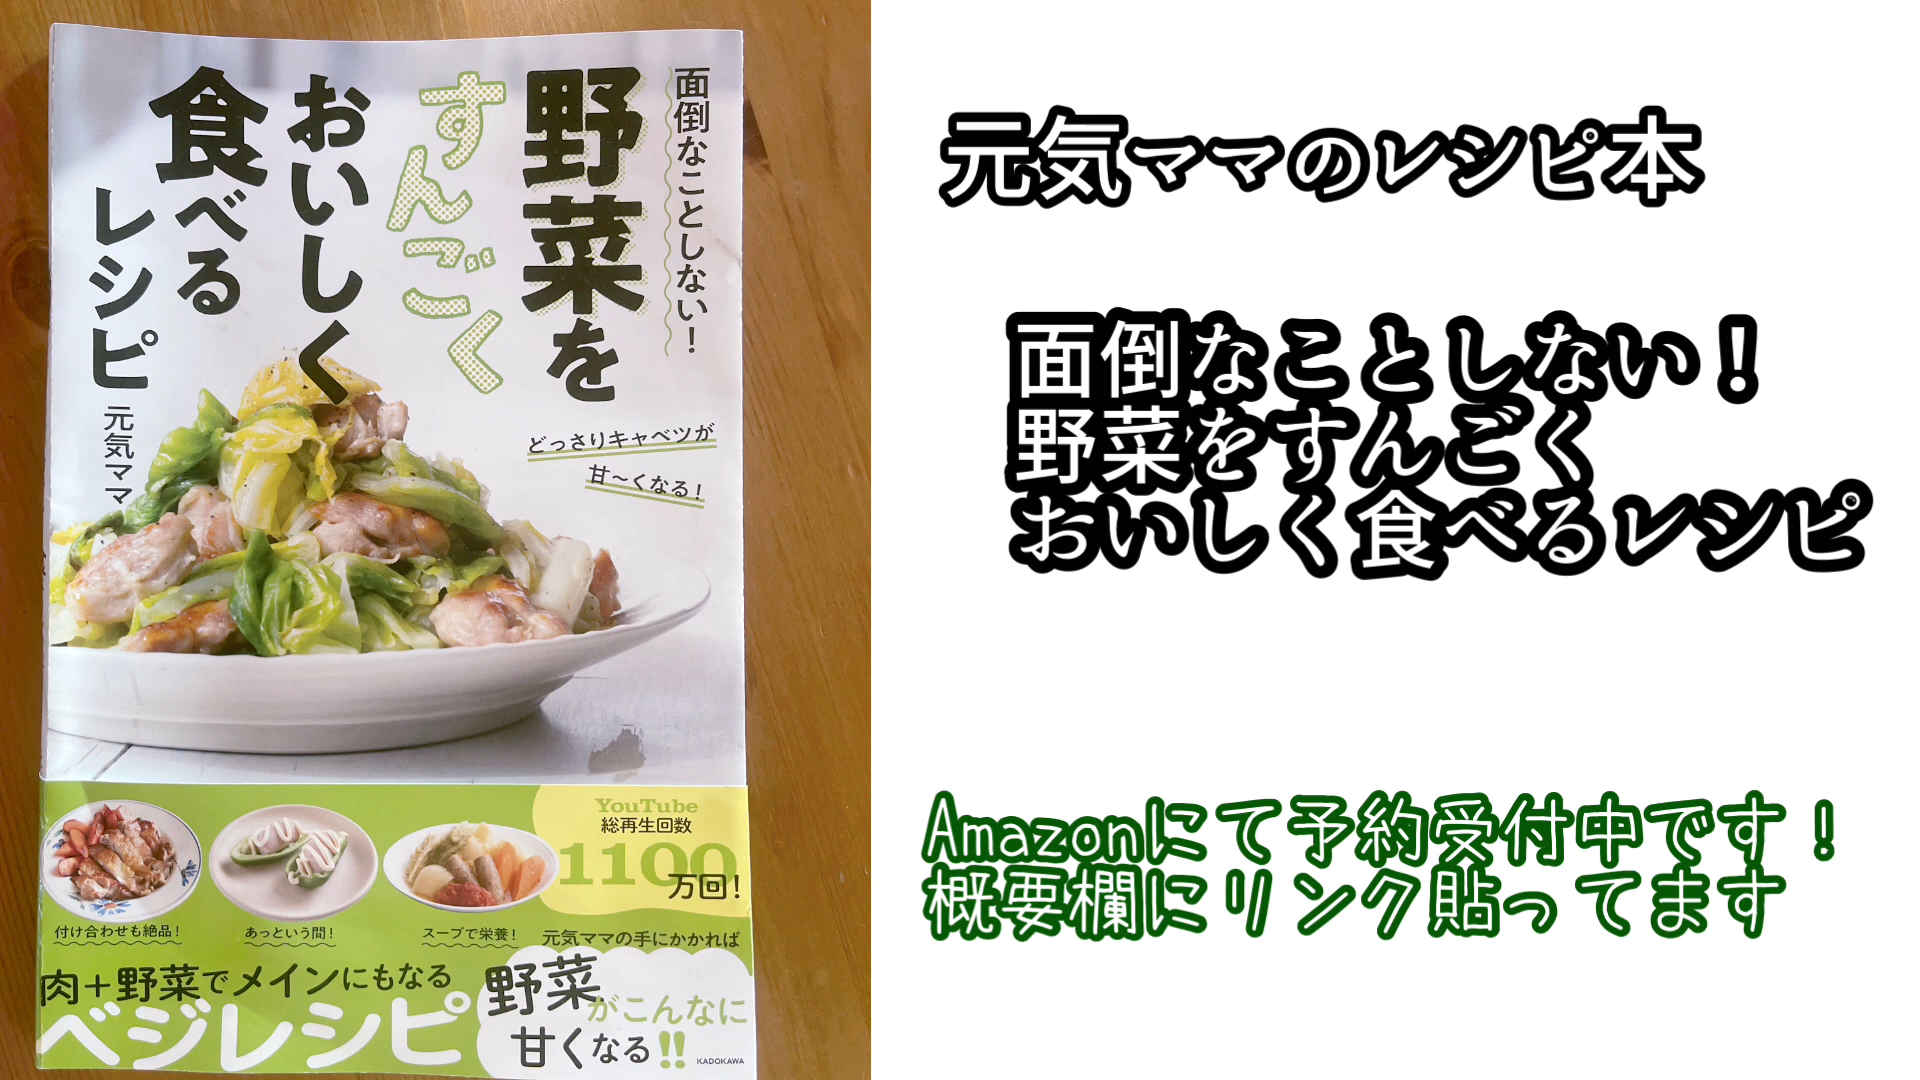 面倒なことしない！
野菜を
すんごく
おいしく
食べる
レシピ
元気ママ
どっさりキャベツが
甘～くなる！
YouTube
総再生回数
1100
万回！
付け合わせも絶品！
あっという間！
スープで栄養！
元気ママの手にかかれば
肉＋野菜でメインにもなる
ベジレシピ
野菜がこんなに
甘くなる!!
KADOKAWA
元気ママのレシピ本
面倒なことしない！
野菜をすんごく
おいしく食べるレシピ
Amazonにて予約受付中です！
概要欄にリンク貼ってます